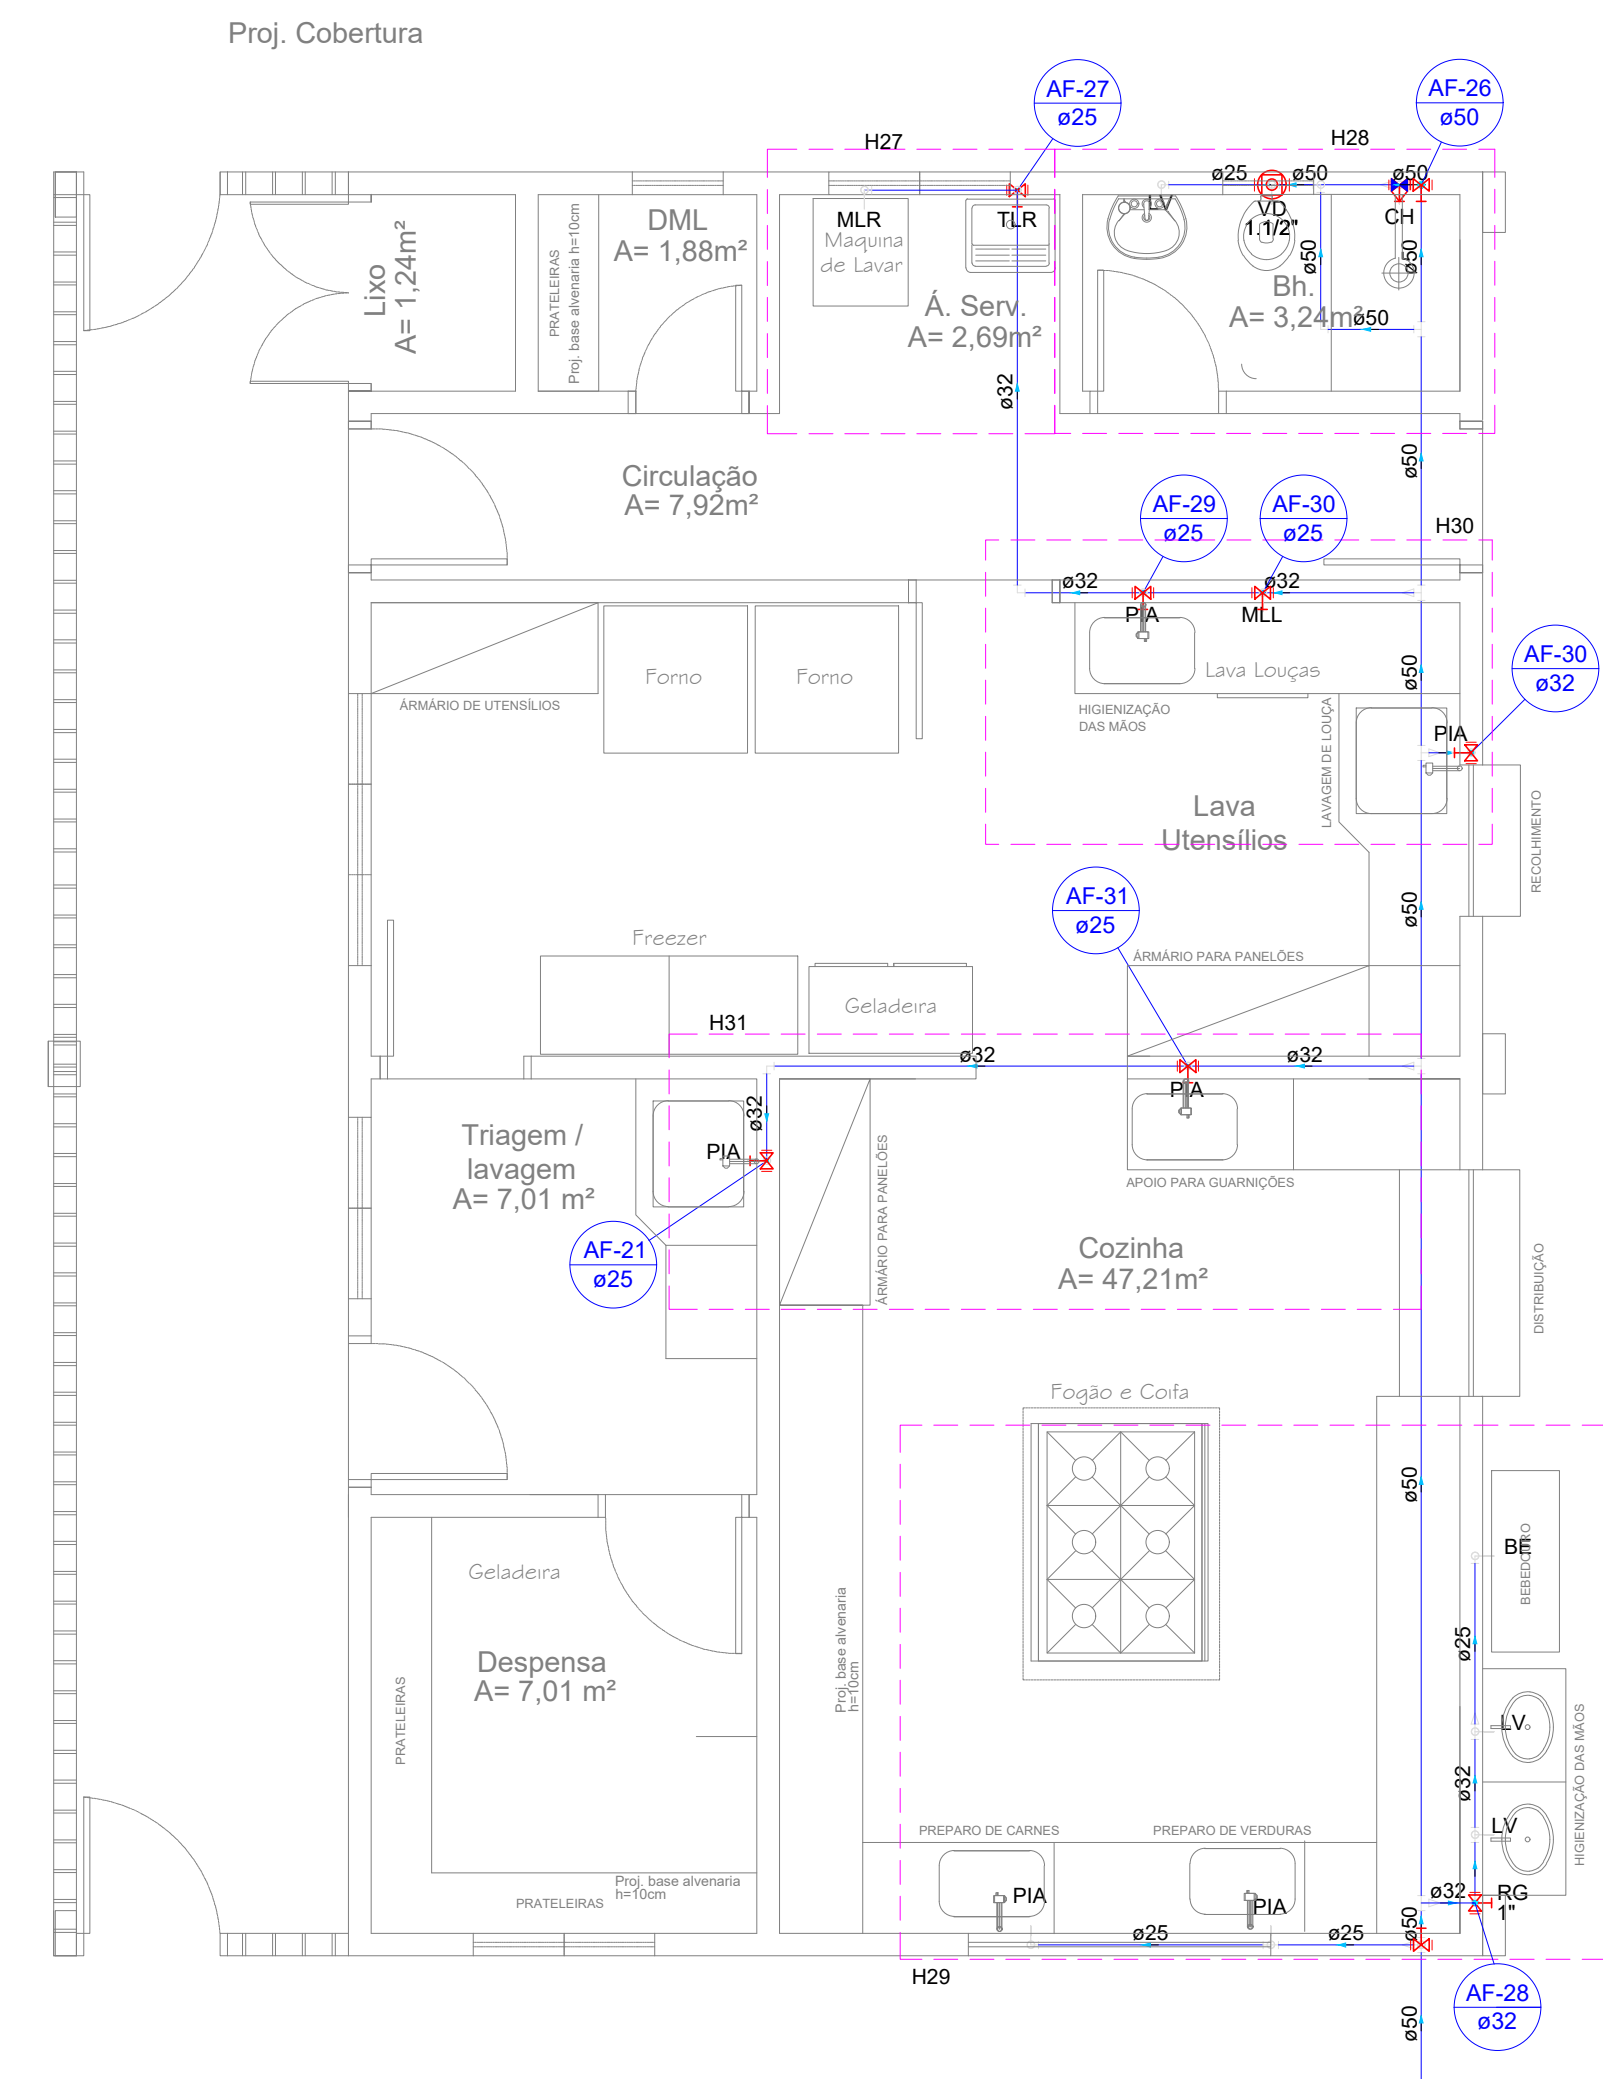 Proj. Cobertura
AF-27
ø25
AF-26
ø50
H27
H28
ø25
ø50
ø50
LV
VD
1.1/2"
CH
MLR
TLR
Maquina
de Lavar
DML
A= 1,88m²
PRATELEIRAS
Proj. base alvenaria h=10cm
Lixo
A= 1,24m²
Á. Serv.
A= 2,69m²
Bh.
A= 3,24m²
ø50
ø50
ø50
ø32
ø50
Circulação
A= 7,92m²
AF-29
ø25
AF-30
ø25
H30
ø32
ø32
PIA
MLL
Forno
Forno
Lava Louças
ø50
AF-30
ø32
ÁRMÁRIO DE UTENSÍLIOS
HIGIENIZAÇÃO
DAS MÃOS
LAVAGEM DE LOUÇA
PIA
Lava
Utensílios
RECOLHIMENTO
AF-31
ø25
ø50
Freezer
ÁRMÁRIO PARA PANELÕES
Geladeira
H31
ø32
ø32
PIA
ø32
Triagem /
lavagem
A= 7,01 m²
PIA
ÁRMÁRIO PARA PANELÕES
APOIO PARA GUARNIÇÕES
AF-21
ø25
Cozinha
A= 47,21m²
DISTRIBUIÇÃO
Fogão e Coifa
ø50
BE
BEBEDOURO
Geladeira
Proj. base alvenaria
h=10cm
Despensa
A= 7,01 m²
PRATELEIRAS
ø25
LV
ø32
LV
HIGIENIZAÇÃO DAS MÃOS
PREPARO DE CARNES
PREPARO DE VERDURAS
Proj. base alvenaria
h=10cm
PRATELEIRAS
PIA
PIA
ø32
RG
1"
ø25
ø25
ø50
H29
AF-28
ø32
ø50